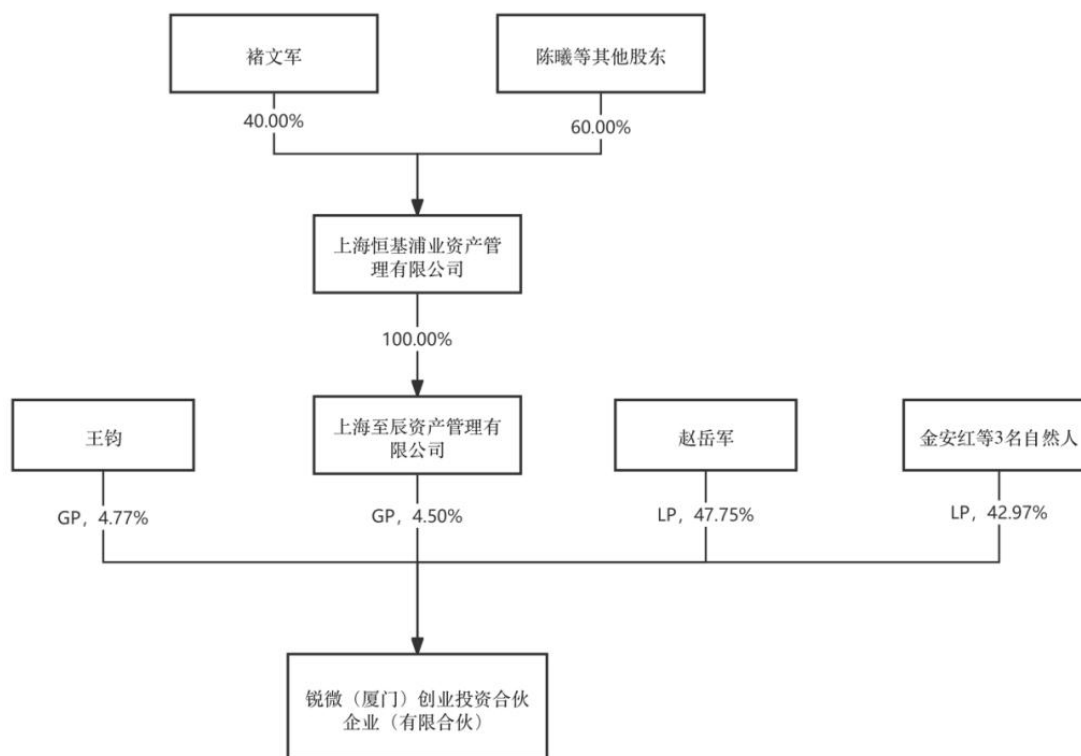 褚文军
陈曦等其他股东
40.00%
60.00%
上海恒基浦业资产管
理有限公司
100.00%
王钧
上海至辰资产管理有
限公司
赵岳军
金安红等3名自然人
GP，4.77%
GP，4.50%
LP，47.75%
LP，42.97%
锐微（厦门）创业投资合伙
企业（有限合伙）